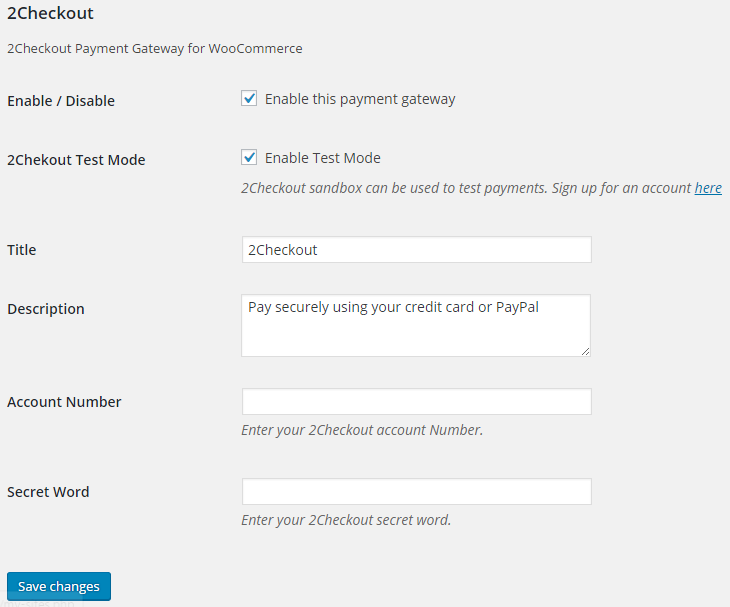 2Checkout
2Checkout Payment Gateway for WooCommerce
Enable / Disable
Enable this payment gateway
2Chekout Test Mode
Enable Test Mode
2Checkout sandbox can be used to test payments. Sign up for an account here
Title
2Checkout
Description
Pay securely using your credit card or PayPal
Account Number
Enter your 2Checkout account Number.
Secret Word
Enter your 2Checkout secret word.
Save changes